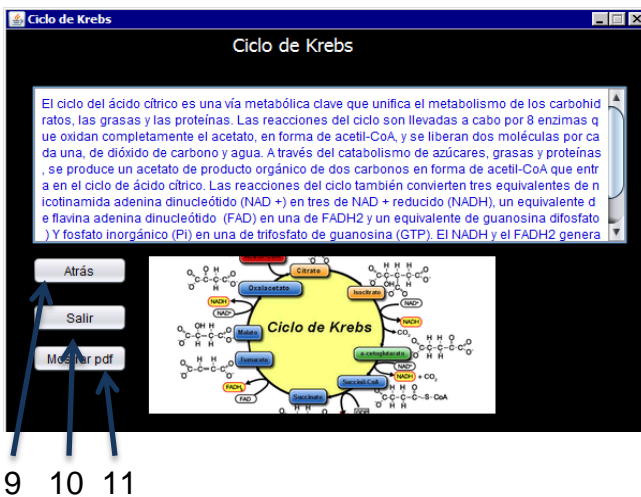 Ciclo de Krebs
Ciclo de Krebs
El ciclo del ácido cítrico es una vía metabólica clave que unifica el metabolismo de los carbohid
ratos, las grasas y las proteínas. Las reacciones del ciclo son llevadas a cabo por 8 enzimas q
ue oxidan completamente el acetato, en forma de acetil-CoA, y se liberan dos moléculas por ca
da una, de dióxido de carbono y agua. A través del catabolismo de azúcares, grasas y proteínas
, se produce un acetato de producto orgánico de dos carbonos en forma de acetil-CoA que entr
a en el ciclo de ácido cítrico. Las reacciones del ciclo también convierten tres equivalentes de n
icotinamida adenina dinucleótido (NAD +) en tres de NAD + reducido (NADH), un equivalente d
e flavina adenina dinucleótido (FAD) en una de FADH2 y un equivalente de guanosina difosfato
) Y fosfato inorgánico (Pi) en una de trifosfato de guanosina (GTP). El NADH y el FADH2 genera
Atrás
Salir
Mostrar pdf
Citrato
Oxalacetato
Isocitrato
NADH
NAD⁺
NAD⁺
NADH
CO₂
Malato
Ciclo de Krebs
α-cetoglutarato
Fumarato
NAD⁺
NADH + CO₂
FADH₂
FAD
Succinil CoA
Succinato
S-CoA
9 10 11